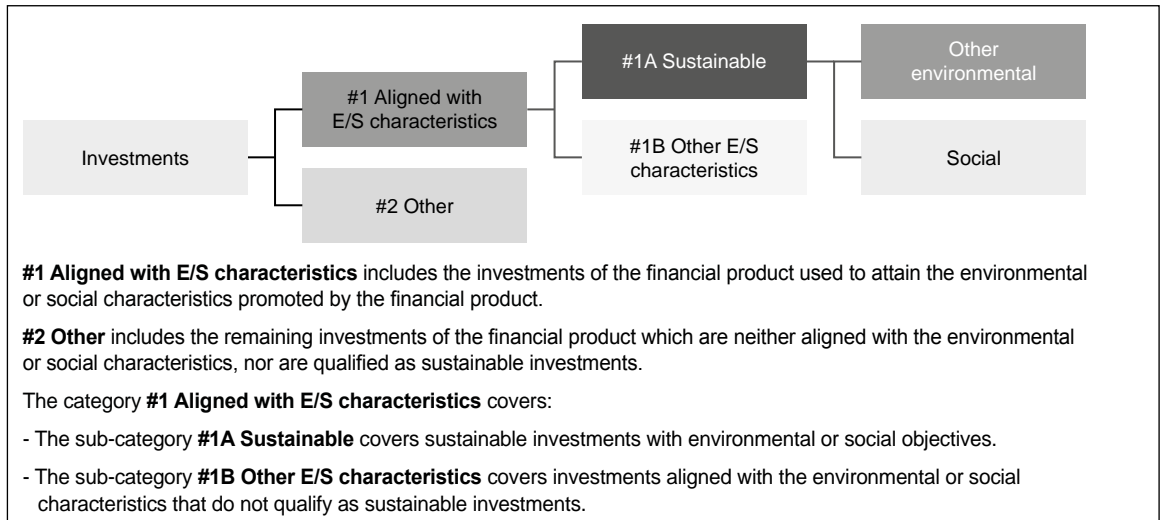 Investments
#1 Aligned with
E/S characteristics
#2 Other
#1A Sustainable
#1B Other E/S
characteristics
Other
environmental
Social
#1 Aligned with E/S characteristics includes the investments of the financial product used to attain the environmental
or social characteristics promoted by the financial product.
#2 Other includes the remaining investments of the financial product which are neither aligned with the environmental
or social characteristics, nor are qualified as sustainable investments.
The category #1 Aligned with E/S characteristics covers:
- The sub-category #1A Sustainable covers sustainable investments with environmental or social objectives.
- The sub-category #1B Other E/S characteristics covers investments aligned with the environmental or social
characteristics that do not qualify as sustainable investments.